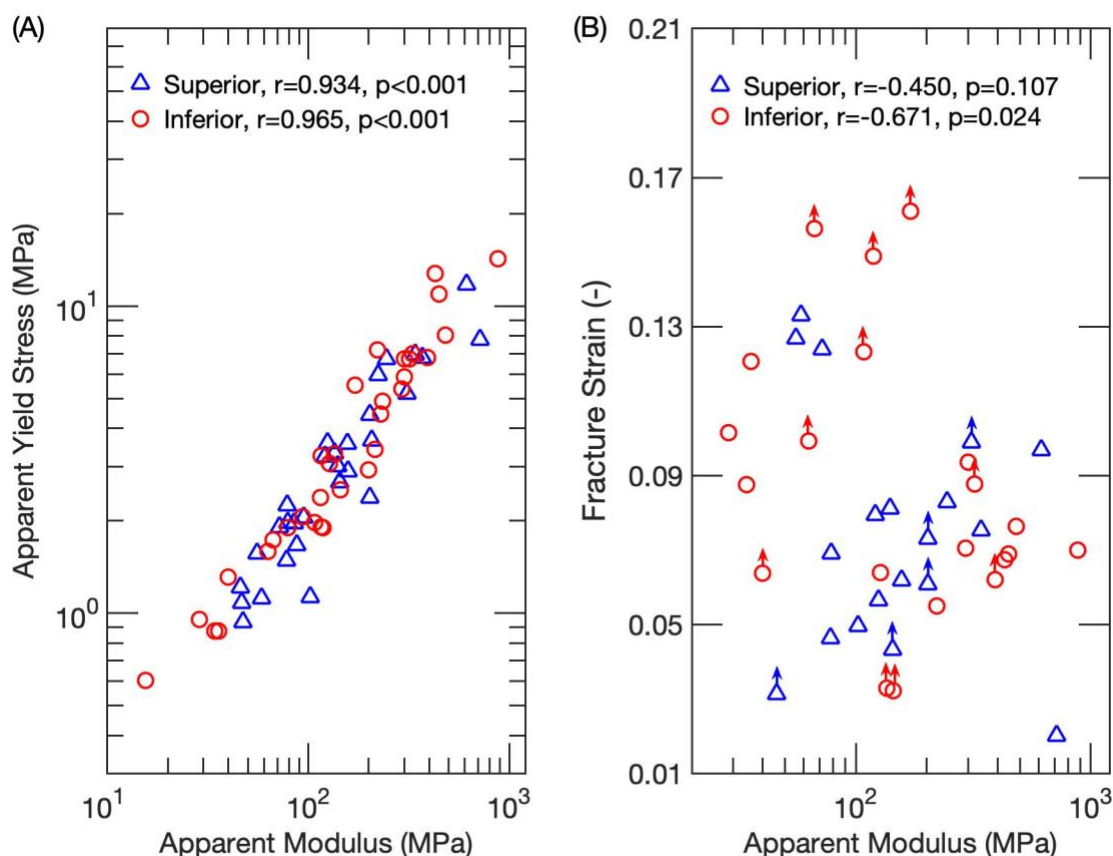 (A)
Superior, r=0.934, p<0.001
Inferior, r=0.965, p<0.001
Apparent Yield Stress (MPa)
10¹
10⁰
10¹ 10² 10³
Apparent Modulus (MPa)
(B)
Superior, r=-0.450, p=0.107
Inferior, r=-0.671, p=0.024
Fracture Strain (-)
0.21
0.17
0.13
0.09
0.05
0.01
10² 10³
Apparent Modulus (MPa)